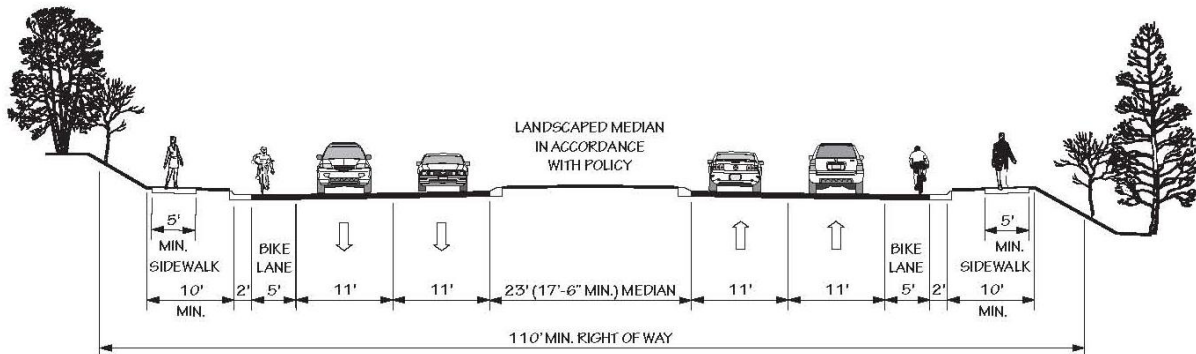 LANDSCAPED MEDIAN
IN ACCORDANCE
WITH POLICY
5'
MIN.
SIDEWALK
10'
MIN.
2'
BIKE
LANE
5'
11'
11'
23' (17'-6" MIN.) MEDIAN
11'
11'
BIKE
LANE
5'
2'
5'
MIN.
SIDEWALK
10'
MIN.
110' MIN. RIGHT OF WAY